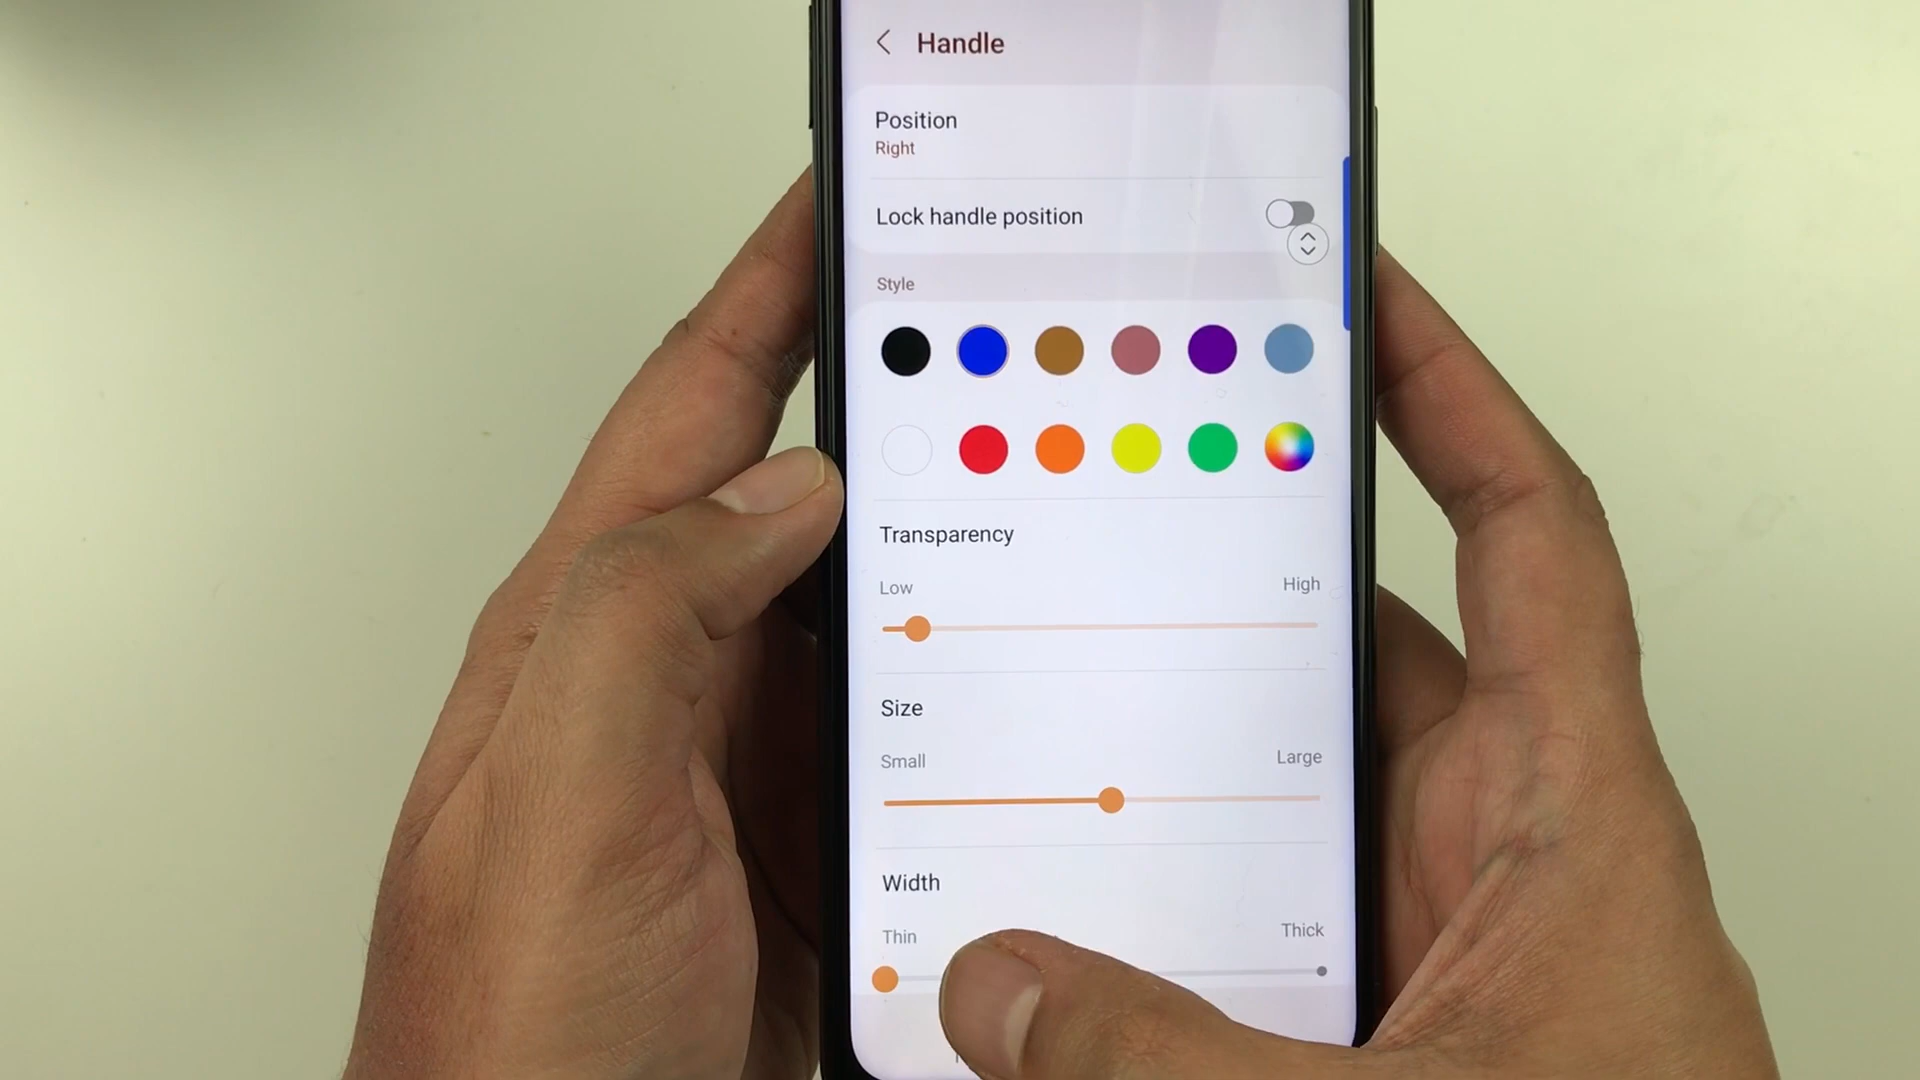 Handle
Position
Right
Lock handle position
Style
Transparency
Low High
Size
Small Large
Width
Thin Thick